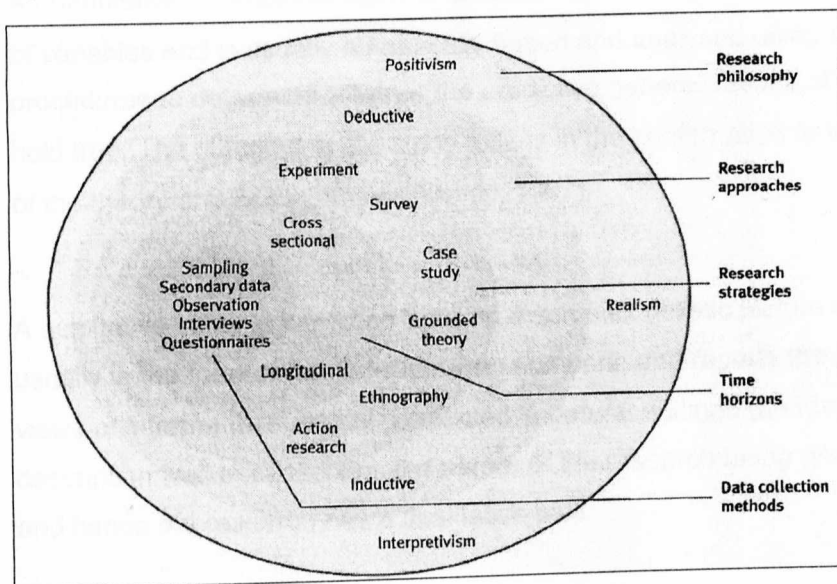 Positivism
Research
philosophy
Deductive
Experiment
Research
approaches
Survey
Cross
sectional
Case
study
Sampling
Secondary data
Observation
Interviews
Questionnaires
Research
strategies
Realism
Grounded
theory
Longitudinal
Time
horizons
Ethnography
Action
research
Inductive
Data collection
methods
Interpretivism